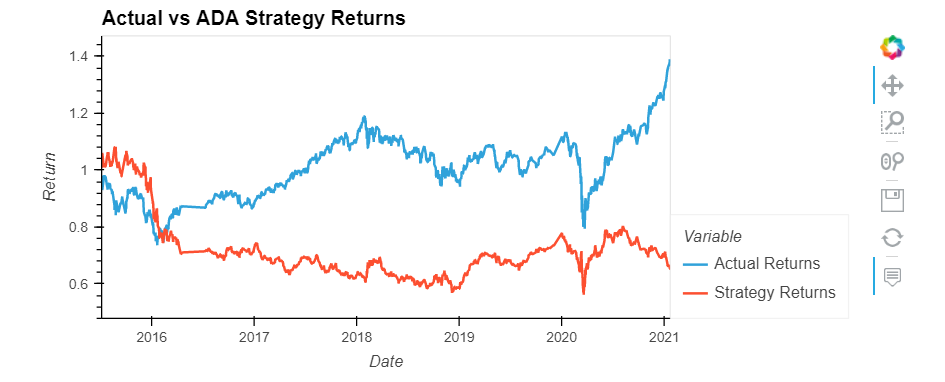 Actual vs ADA Strategy Returns
1.4
1.2
1
0.8
0.6
Return
2016 2017 2018 2019 2020 2021
Date
Variable
Actual Returns
Strategy Returns